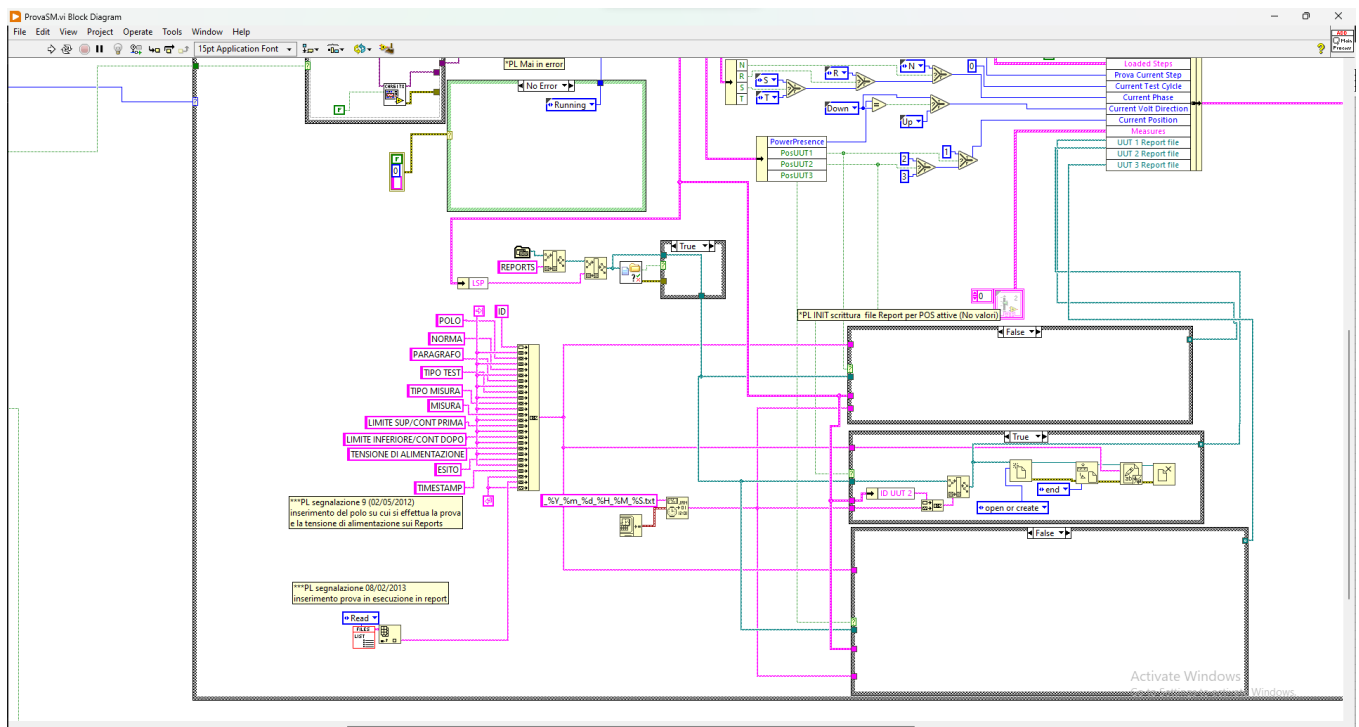 ProvaSM.vi Block Diagram
File Edit View Project Operate Tools Window Help
15pt Application Font
*PL Mai in error
No Error
Running
F
F
0
N
R
S
T
S
T
R
N
0
Down
Up
=
PowerPresence
PosUUT1
PosUUT2
PosUUT3
2
3
1
Loaded Steps
Prova Current Step
Current Test Cylcle
Current Phase
Current Volt Direction
Current Position
Measures
UUT 1 Report file
UUT 2 Report file
UUT 3 Report file
True
REPORTS
LSP
0
*PL INIT scrittura file Report per POS attive (No valori)
False
ID
POLO
NORMA
PARAGRAFO
TIPO TEST
TIPO MISURA
MISURA
LIMITE SUP/CONT PRIMA
LIMITE INFERIORE/CONT DOPO
TENSIONE DI ALIMENTAZIONE
ESITO
TIMESTAMP
True
ID UUT 2
end
open or create
_%Y_%m_%d_%H_%M_%S.txt
***PL segnalazione 9 (02/05/2012)
inserimento del polo su cui si effettua la prova
e la tensione di alimentazione sui Reports
False
***PL segnalazione 08/02/2013
inserimento prova in esecuzione in report
Read
FILES
LIST
Activate Windows